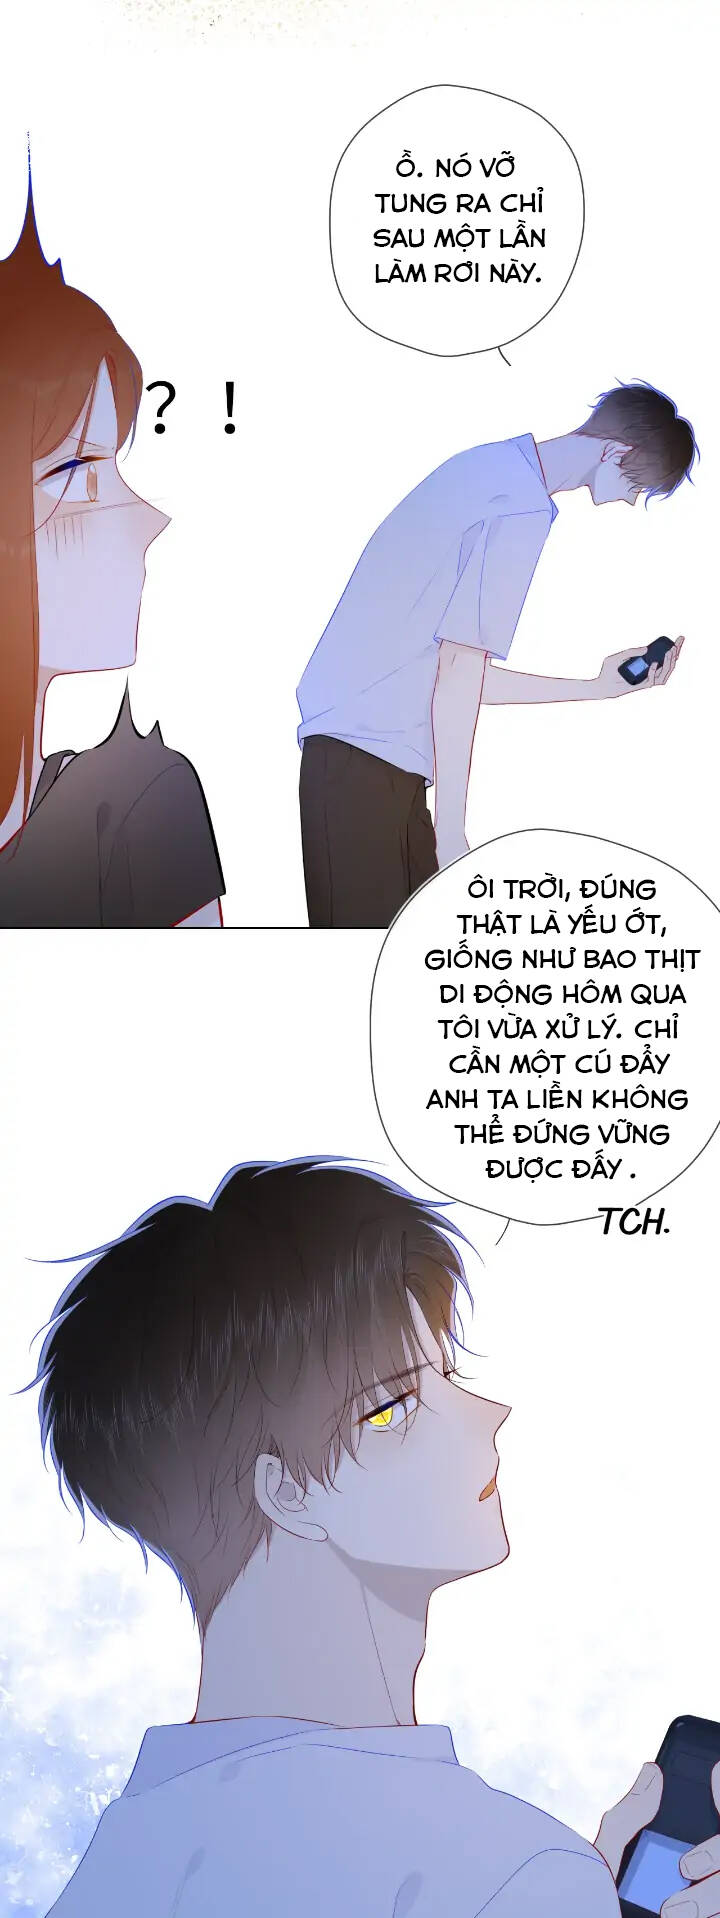 Ồ. NÓ VỠ
TUNG RA CHỈ
SAU MỘT LẦN
LÀM RƠI NÀY.
? !
ÔI TRỜI, ĐÚNG
THẬT LÀ YẾU ỚT,
GIỐNG NHƯ BAO THỊT
DI ĐỘNG HÔM QUA
TÔI VỪA XỬ LÝ. CHỈ
CẦN MỘT CÚ ĐẨY
ANH TA LIỀN KHÔNG
THỂ ĐỨNG VỮNG
ĐƯỢC ĐẤY .
TCH.